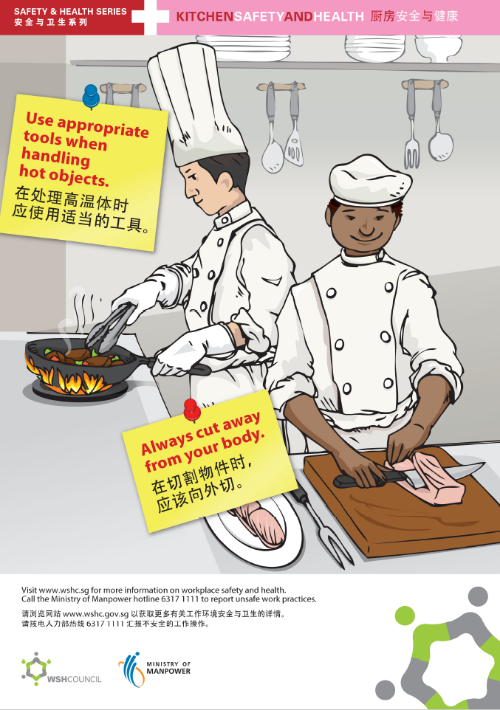 SAFETY & HEALTH SERIES
安全与卫生系列
KITCHENSAFETYANDHEALTH 厨房安全与健康
Use appropriate
tools when
handling
hot objects.
在处理高温体时
应使用适当的工具。
Always cut away
from your body.
在切割物件时，
应该向外切。
Visit www.wshc.sg for more information on workplace safety and health.
Call the Ministry of Manpower hotline 6317 1111 to report unsafe work practices.
请浏览网站 www.wshc.gov.sg 以获取更多有关工作环境安全与卫生的详情。
请拨电人力部热线 6317 1111 汇报不安全的工作操作。
WSHCOUNCIL
MINISTRY OF
MANPOWER